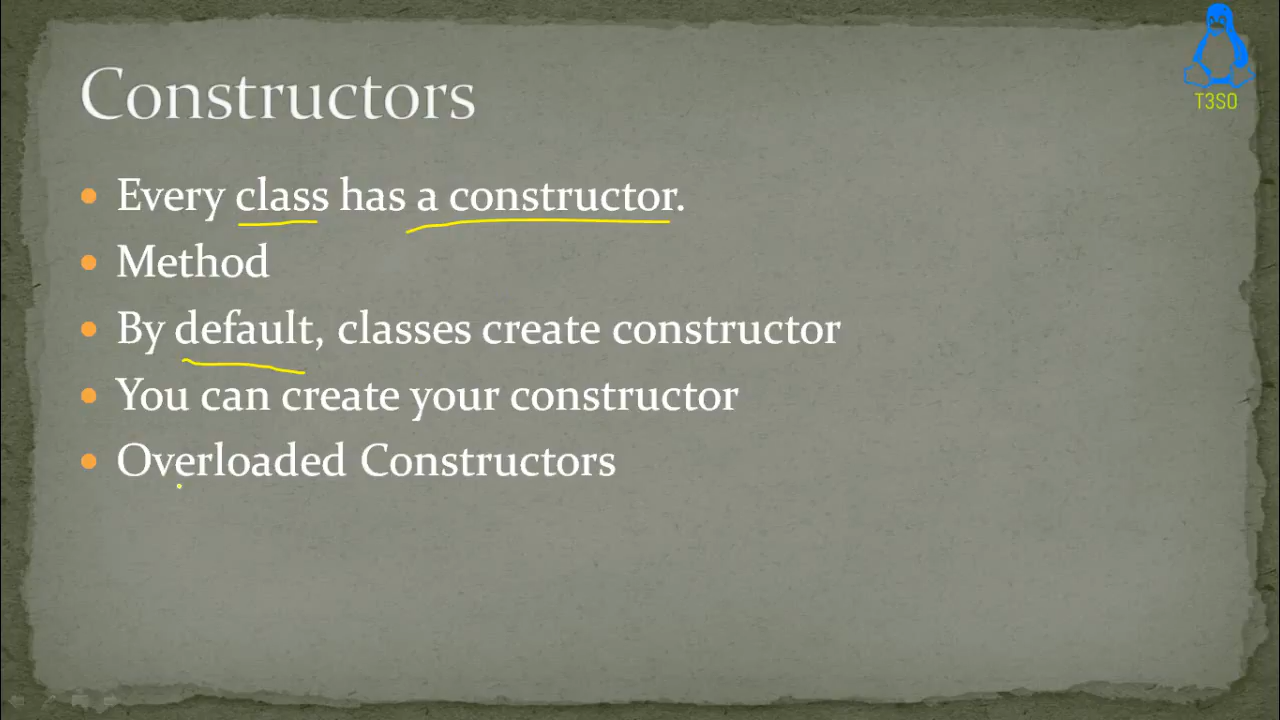 Constructors
T3SO
Every class has a constructor.
Method
By default, classes create constructor
You can create your constructor
Overloaded Constructors